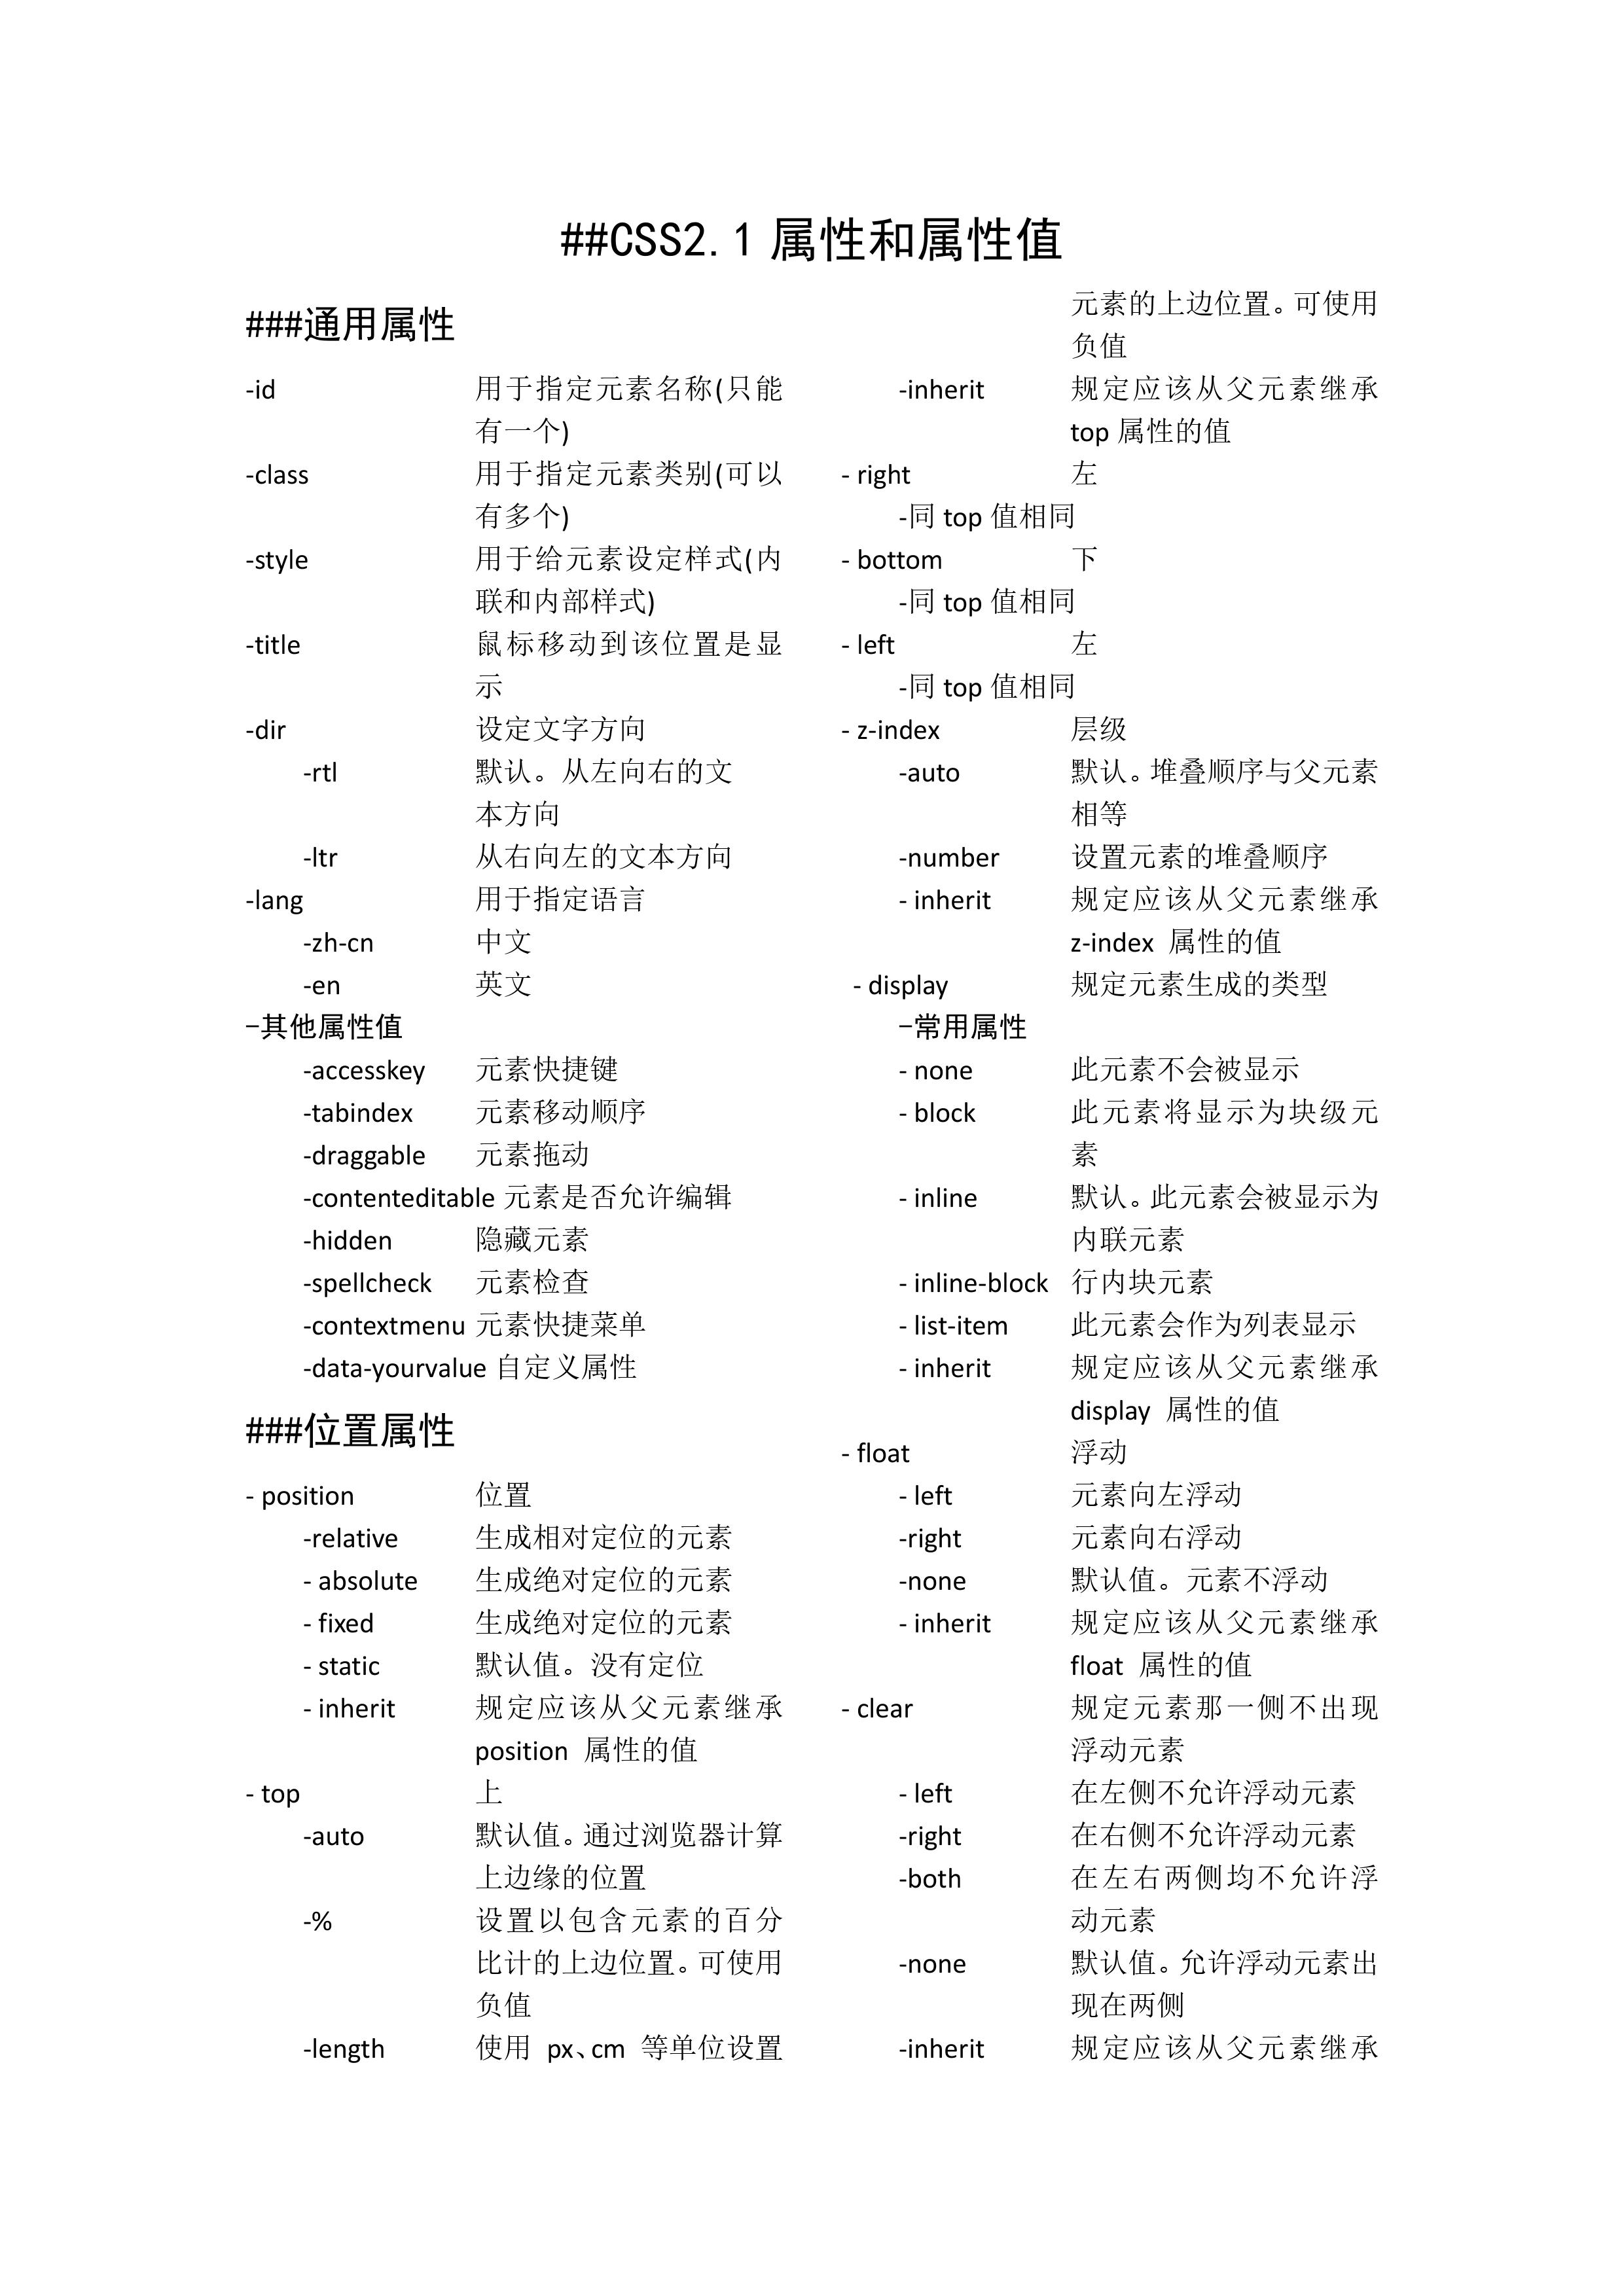 ##CSS2.1 属性和属性值
###通用属性
-id 用于指定元素名称(只能
有一个)
-class 用于指定元素类别(可以
有多个)
-style 用于给元素设定样式(内
联和内部样式)
-title 鼠标移动到该位置是显
示
-dir 设定文字方向
-rtl 默认。从左向右的文
本方向
-ltr 从右向左的文本方向
-lang 用于指定语言
-zh-cn 中文
-en 英文
-其他属性值
-accesskey 元素快捷键
-tabindex 元素移动顺序
-draggable 元素拖动
-contenteditable 元素是否允许编辑
-hidden 隐藏元素
-spellcheck 元素检查
-contextmenu 元素快捷菜单
-data-yourvalue 自定义属性
###位置属性
- position 位置
-relative 生成相对定位的元素
- absolute 生成绝对定位的元素
- fixed 生成绝对定位的元素
- static 默认值。没有定位
- inherit 规定应该从父元素继承
position 属性的值
- top 上
-auto 默认值。通过浏览器计算
上边缘的位置
-% 设置以包含元素的百分
比计的上边位置。可使用
负值
-length 使用 px、cm 等单位设置
元素的上边位置。可使用
负值
-inherit 规定应该从父元素继承
top 属性的值
- right 左
-同 top 值相同
- bottom 下
-同 top 值相同
- left 左
-同 top 值相同
- z-index 层级
-auto 默认。堆叠顺序与父元素
相等
-number 设置元素的堆叠顺序
- inherit 规定应该从父元素继承
z-index 属性的值
- display 规定元素生成的类型
-常用属性
- none 此元素不会被显示
- block 此元素将显示为块级元
素
- inline 默认。此元素会被显示为
内联元素
- inline-block 行内块元素
- list-item 此元素会作为列表显示
- inherit 规定应该从父元素继承
display 属性的值
- float 浮动
- left 元素向左浮动
-right 元素向右浮动
-none 默认值。元素不浮动
- inherit 规定应该从父元素继承
float 属性的值
- clear 规定元素那一侧不出现
浮动元素
- left 在左侧不允许浮动元素
-right 在右侧不允许浮动元素
-both 在左右两侧均不允许浮
动元素
-none 默认值。允许浮动元素出
现在两侧
-inherit 规定应该从父元素继承